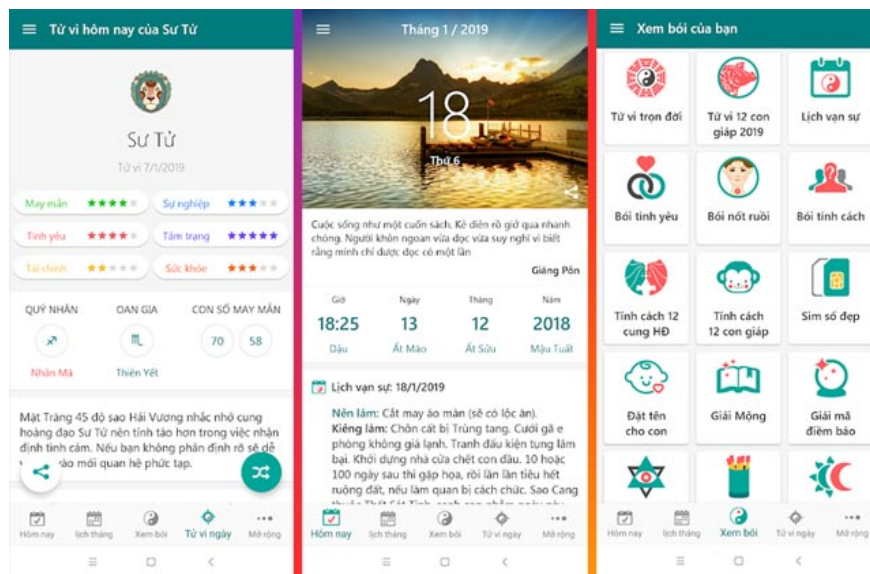 Tử vi hôm nay của Sư Tử
Sư Tử
Tử vi 7/1/2019
May mắn
Sự nghiệp
Tình yêu
Tâm trạng
Tài chính
Sức khỏe
QUÝ NHÂN
OAN GIA
CON SỐ MAY MẮN
70
58
Nhân Mã
Thiên Yết
Mặt Trăng 45 độ sao Hải Vương nhắc nhở cung
hoàng đạo Sư Tử nên tỉnh táo hơn trong việc nhận
định tình cảm. Nếu bạn không phân định rõ sẽ dễ
vào mối quan hệ phức tạp.
Hôm nay
lịch tháng
Xem bói
Tử vi ngày
Mở rộng
Tháng 1 / 2019
18
Thứ 6
Cuộc sống như một cuốn sách. Kẻ điên rồ giở qua nhanh
chóng. Người khôn ngoan vừa đọc vừa suy nghĩ vì biết
rằng mình chỉ được đọc có một lần
Giăng Pôn
Giờ
Ngày
Tháng
Năm
18:25
13
12
2018
Dậu
Ất Mão
Ất Sửu
Mậu Tuất
Lịch vạn sự: 18/1/2019
Nên làm: Cắt may áo màn (sẽ có lộc ăn).
Kiêng làm: Chôn cất bị Trùng tang. Cưới gã e
phòng không giá lạnh. Tranh đấu kiện tụng lâm
bại. Khởi dựng nhà cửa chết con đầu. 10 hoặc
100 ngày sau thì gặp họa, rồi lần lần tiêu hết
ruộng đất, nếu làm quan bị cách chức. Sao Cang
Hôm nay
lịch tháng
Xem bói
Tử vi ngày
Mở rộng
Xem bói của bạn
Tử vi trọn đời
Tử vi 12 con
giáp 2019
Lịch vạn sự
Bói tình yêu
Bói nốt ruồi
Bói tính cách
Tính cách 12
cung HĐ
Tính cách
12 con giáp
Sim số đẹp
Đặt tên
cho con
Giải Mộng
Giải mã
điềm báo
Hôm nay
lịch tháng
Xem bói
Tử vi ngày
Mở rộng